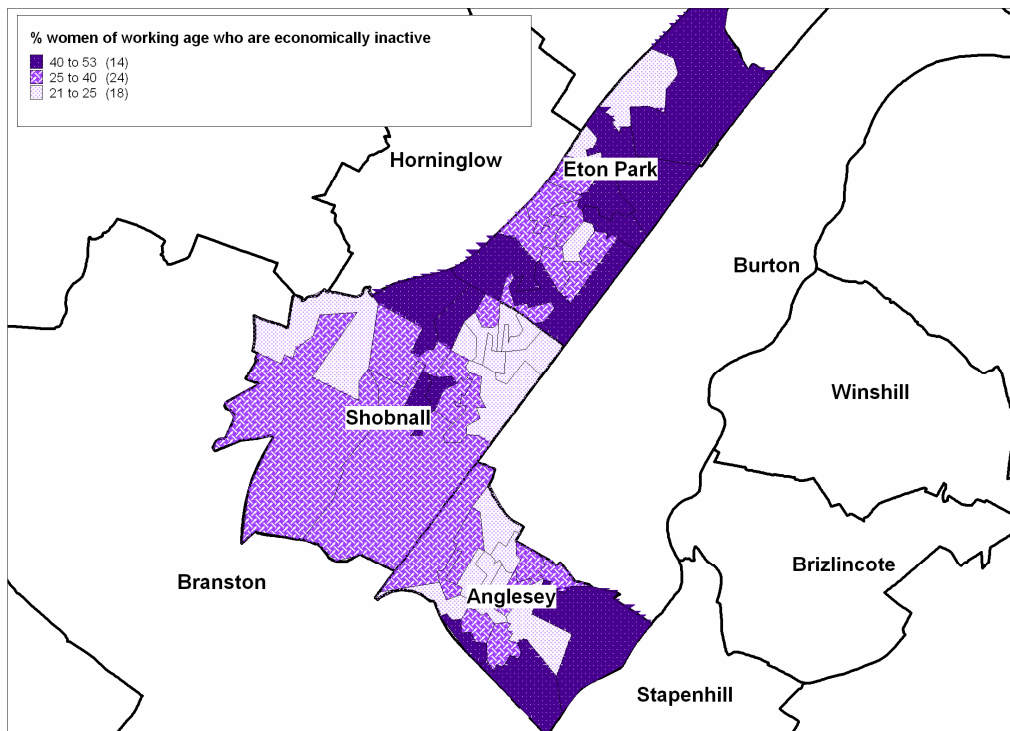 % women of working age who are economically inactive
40 to 53 (14)
25 to 40 (24)
21 to 25 (18)
Horninglow
Eton Park
Burton
Winshill
Shobnall
Brizlincote
Branston
Anglesey
Stapenhill